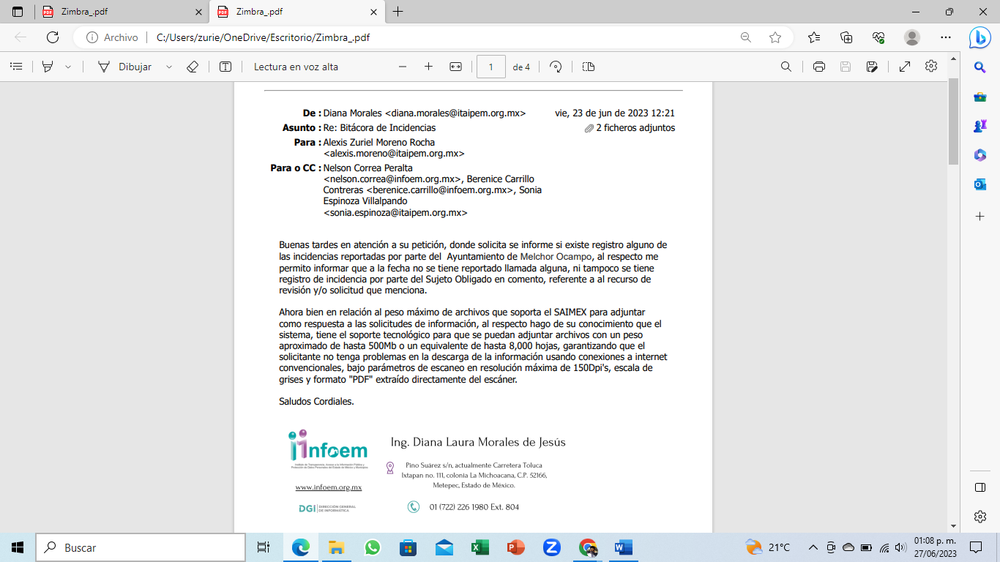 Zimbra_.pdf
Zimbra_.pdf
Archivo
C:/Users/zurie/OneDrive/Escritorio/Zimbra_.pdf
Dibujar
Lectura en voz alta
1
de 4
De : Diana Morales <diana.morales@itaipem.org.mx>
vie, 23 de jun de 2023 12:21
Asunto : Re: Bitácora de Incidencias
2 ficheros adjuntos
Para : Alexis Zuriel Moreno Rocha
<alexis.moreno@itaipem.org.mx>
Para o CC : Nelson Correa Peralta
<nelson.correa@infoem.org.mx>, Berenice Carrillo
Contreras <berenice.carrillo@infoem.org.mx>, Sonia
Espinoza Villalpando
<sonia.espinoza@itaipem.org.mx>
Buenas tardes en atención a su petición, donde solicita se informe si existe registro alguno de
las incidencias reportadas por parte del Ayuntamiento de Melchor Ocampo, al respecto me
permito informar que a la fecha no se tiene reportado llamada alguna, ni tampoco se tiene
registro de incidencia por parte del Sujeto Obligado en comento, referente a al recurso de
revisión y/o solicitud que menciona.
Ahora bien en relación al peso máximo de archivos que soporta el SAIMEX para adjuntar
como respuesta a las solicitudes de información, al respecto hago de su conocimiento que el
sistema, tiene el soporte tecnológico para que se puedan adjuntar archivos con un peso
aproximado de hasta 500Mb o un equivalente de hasta 8,000 hojas, garantizando que el
solicitante no tenga problemas en la descarga de la información usando conexiones a internet
convencionales, bajo parámetros de escaneo en resolución máxima de 150Dpi's, escala de
grises y formato "PDF" extraído directamente del escáner.
Saludos Cordiales.
infoem
Instituto de Transparencia, Acceso a la Información Pública y
Protección de Datos Personales del Estado de México y Municipios
www.infoem.org.mx
DGI DIRECCIÓN GENERAL
DE INFORMÁTICA
Ing. Diana Laura Morales de Jesús
Pino Suárez s/n, actualmente Carretera Toluca
Ixtapan no. 111, colonia La Michoacana, C.P. 52166,
Metepec, Estado de México.
01 (722) 226 1980 Ext. 804
Buscar
21°C
01:08 p. m.
27/06/2023